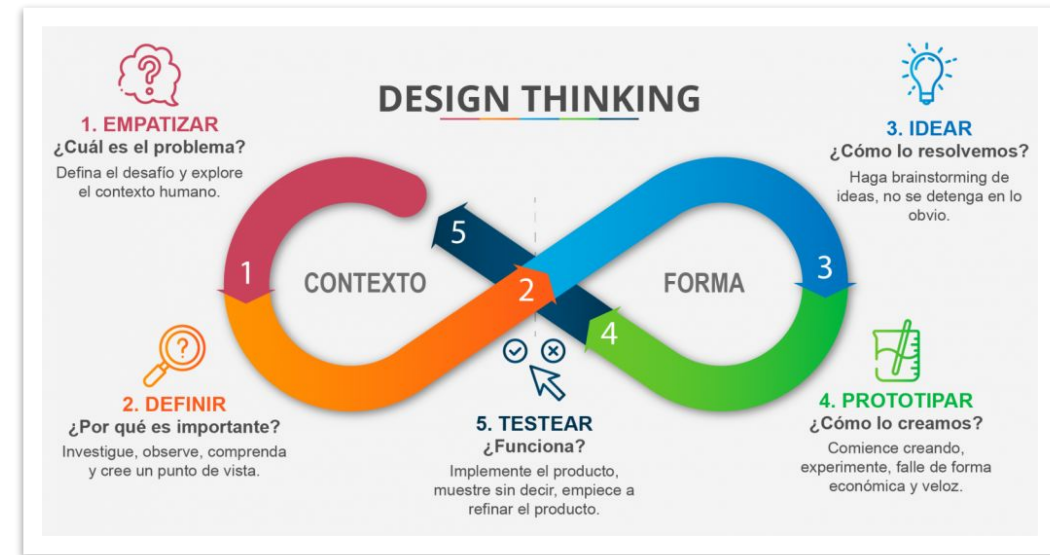 DESIGN THINKING
1. EMPATIZAR
¿Cuál es el problema?
Defina el desafío y explore
el contexto humano.
3. IDEAR
¿Cómo lo resolvemos?
Haga brainstorming de
ideas, no se detenga en lo
obvio.
1
CONTEXTO
5
2
FORMA
4
3
2. DEFINIR
¿Por qué es importante?
Investigue, observe, comprenda
y cree un punto de vista.
5. TESTEAR
¿Funciona?
Implemente el producto,
muestre sin decir, empiece a
refinar el producto.
4. PROTOTIPAR
¿Cómo lo creamos?
Comience creando,
experimente, falle de forma
económica y veloz.